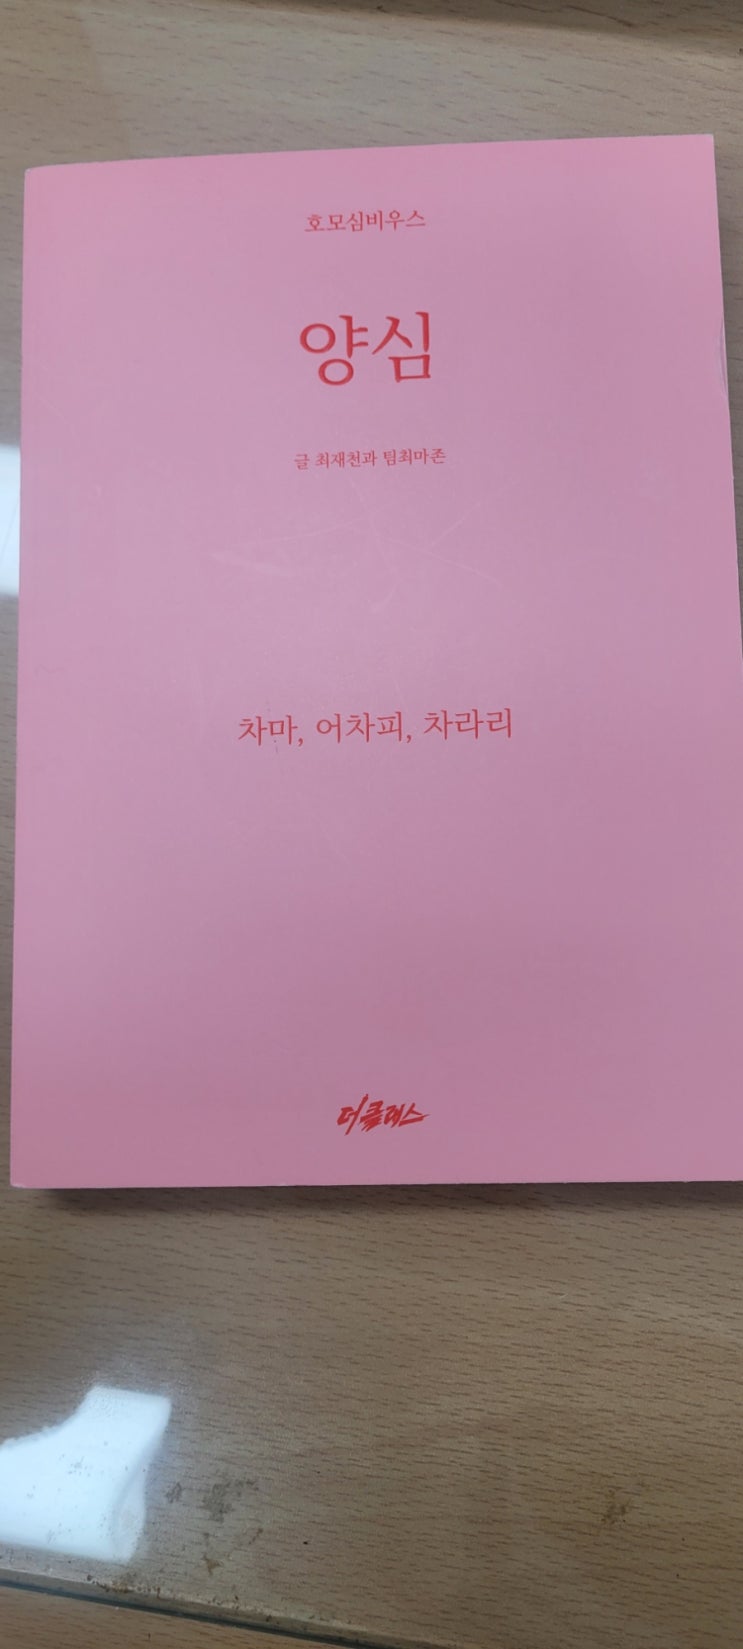 호모심비우스
양심
글 최재천과 팀최마존
차마, 어차피, 차라리
더클래스